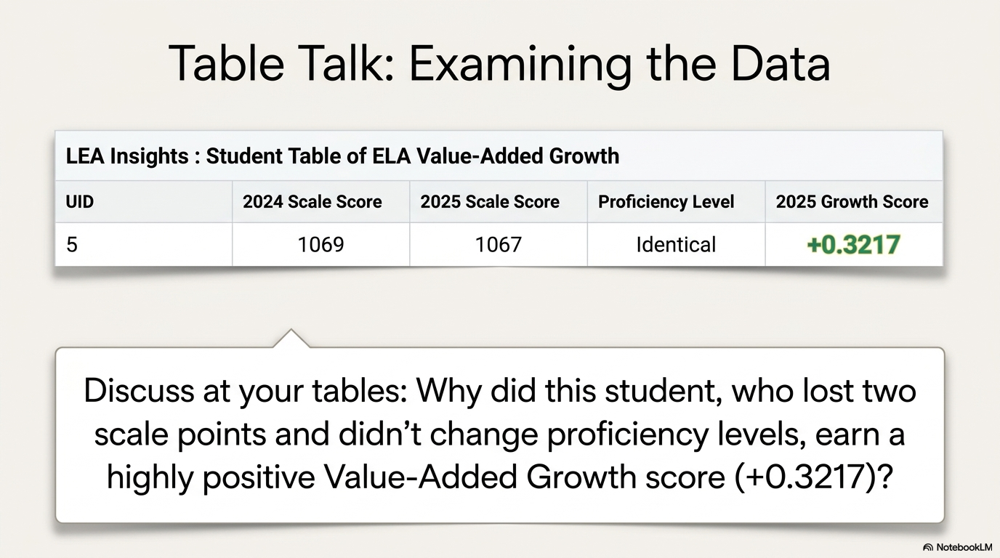 Table Talk: Examining the Data
LEA Insights : Student Table of ELA Value-Added Growth
UID 2024 Scale Score 2025 Scale Score Proficiency Level 2025 Growth Score
5 1069 1067 Identical +0.3217
Discuss at your tables: Why did this student, who lost two
scale points and didn’t change proficiency levels, earn a
highly positive Value-Added Growth score (+0.3217)?
NotebookLM